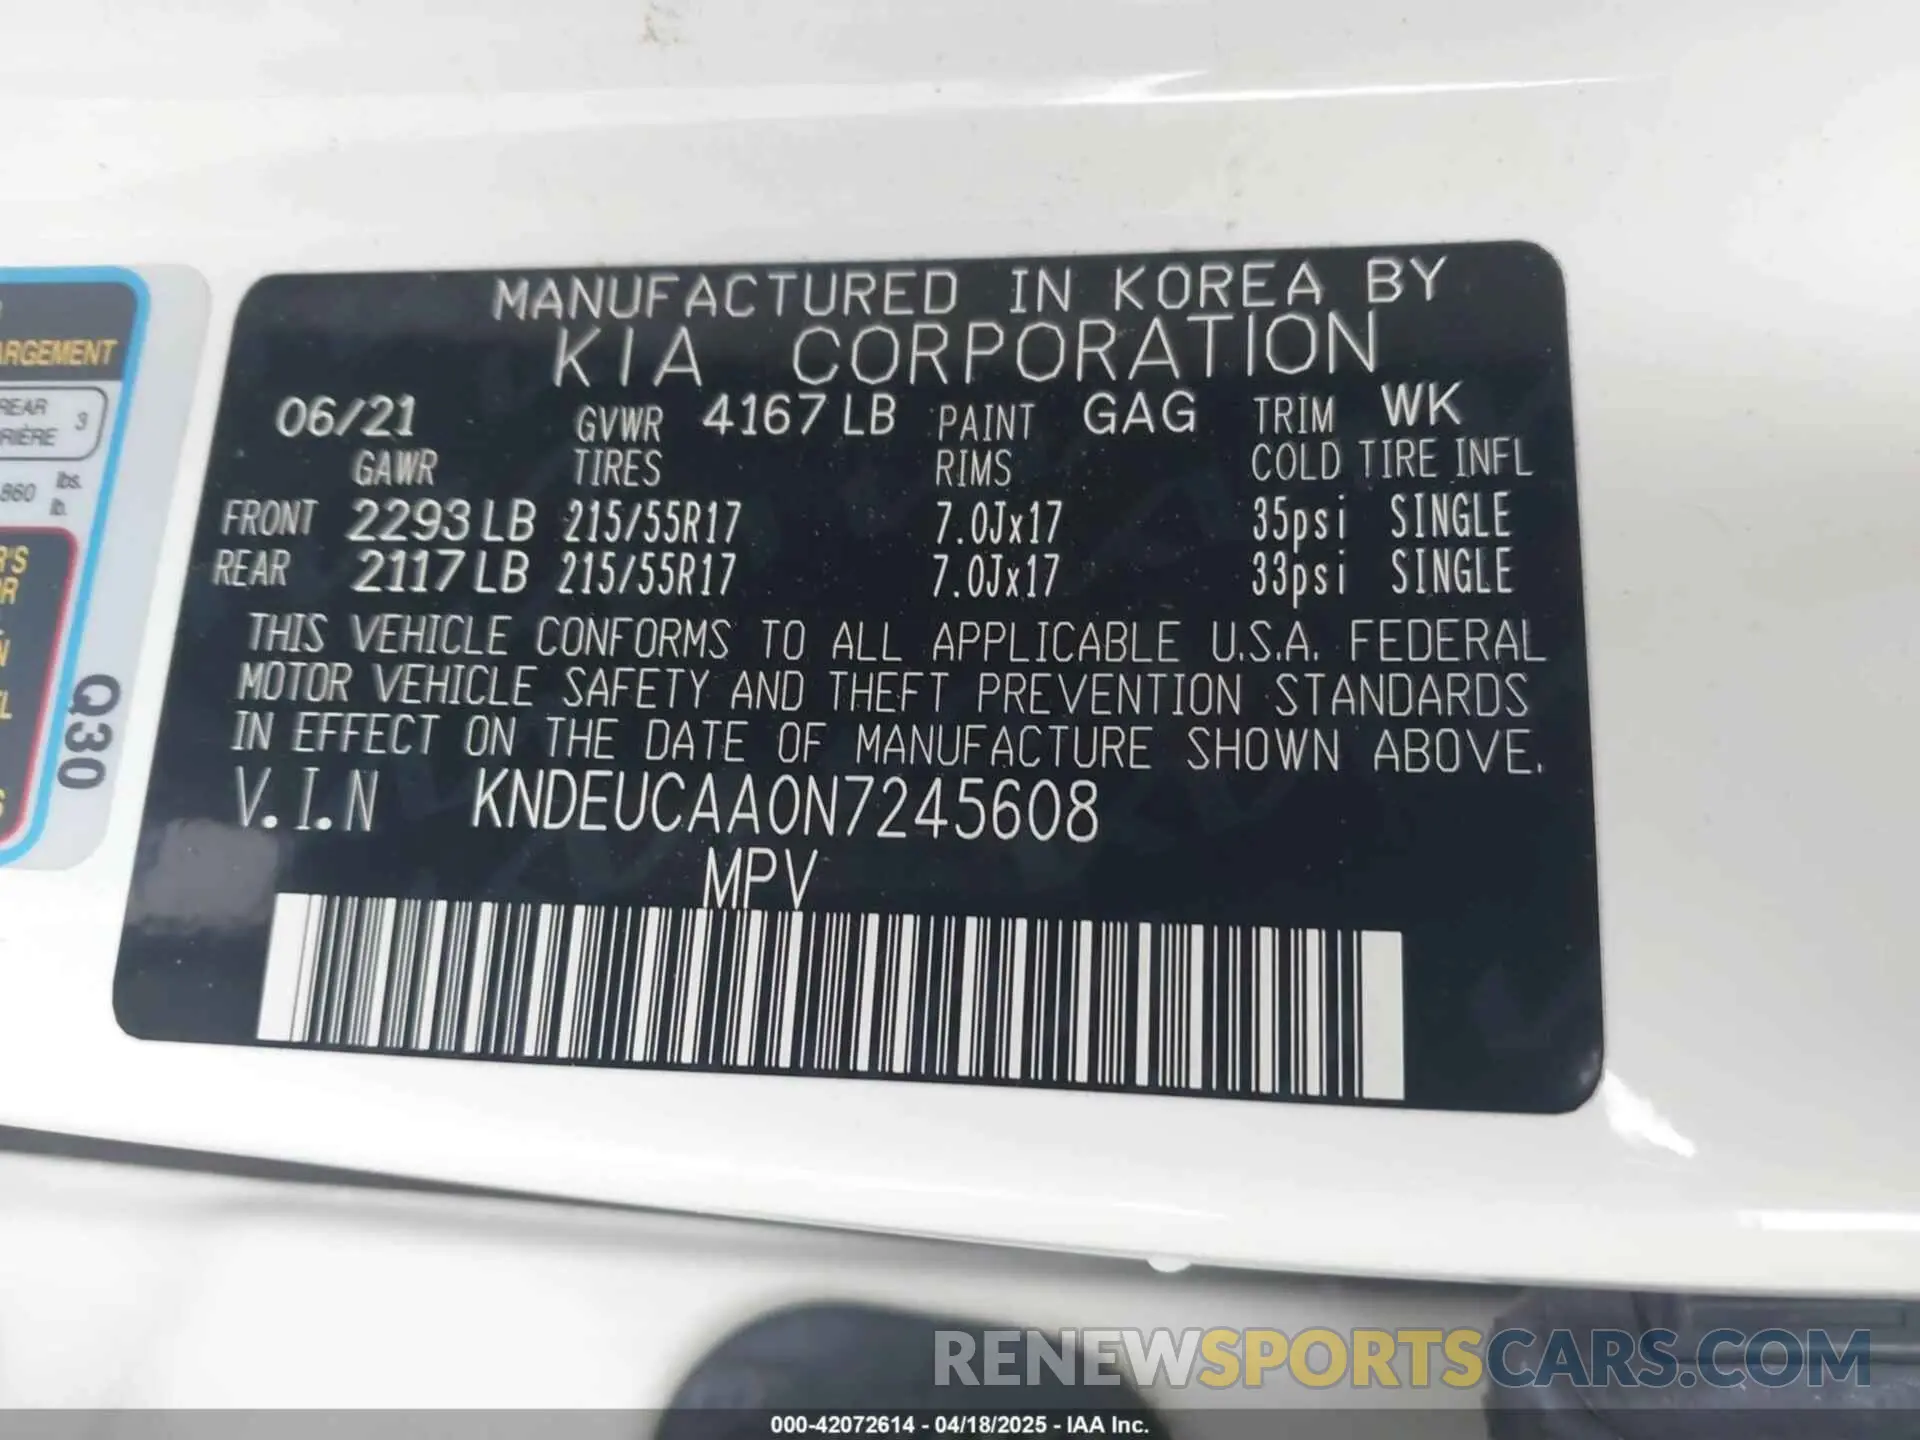 ARGEMENT
REAR
3
RIÈRE
860 lbs.
lb.
R'S
OR
N
Q30
MANUFACTURED IN KOREA BY
KIA CORPORATION
06/21 GVWR 4167 LB PAINT GAG TRIM WK
GAWR TIRES RIMS COLD TIRE INFL
FRONT 2293 LB 215/55R17 7.0Jx17 35psi SINGLE
REAR 2117 LB 215/55R17 7.0Jx17 33psi SINGLE
THIS VEHICLE CONFORMS TO ALL APPLICABLE U.S.A. FEDERAL
MOTOR VEHICLE SAFETY AND THEFT PREVENTION STANDARDS
IN EFFECT ON THE DATE OF MANUFACTURE SHOWN ABOVE.
V.I.N KNDEUCAA0N7245608
MPV
RENEWSPORTSCARS.COM
000-42072614 - 04/18/2025 - IAA Inc.